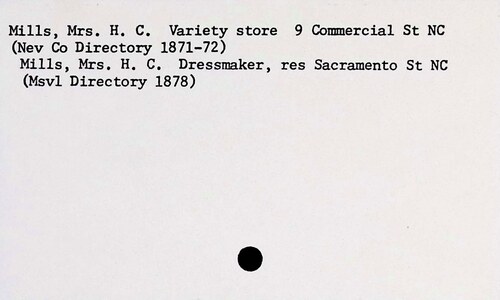 Mills, Mrs. H. C.  Variety store  9 Commercial St NC
(Nev Co Directory 1871-72)
Mills, Mrs. H. C.  Dressmaker, res Sacramento St NC
(Msvl Directory 1878)